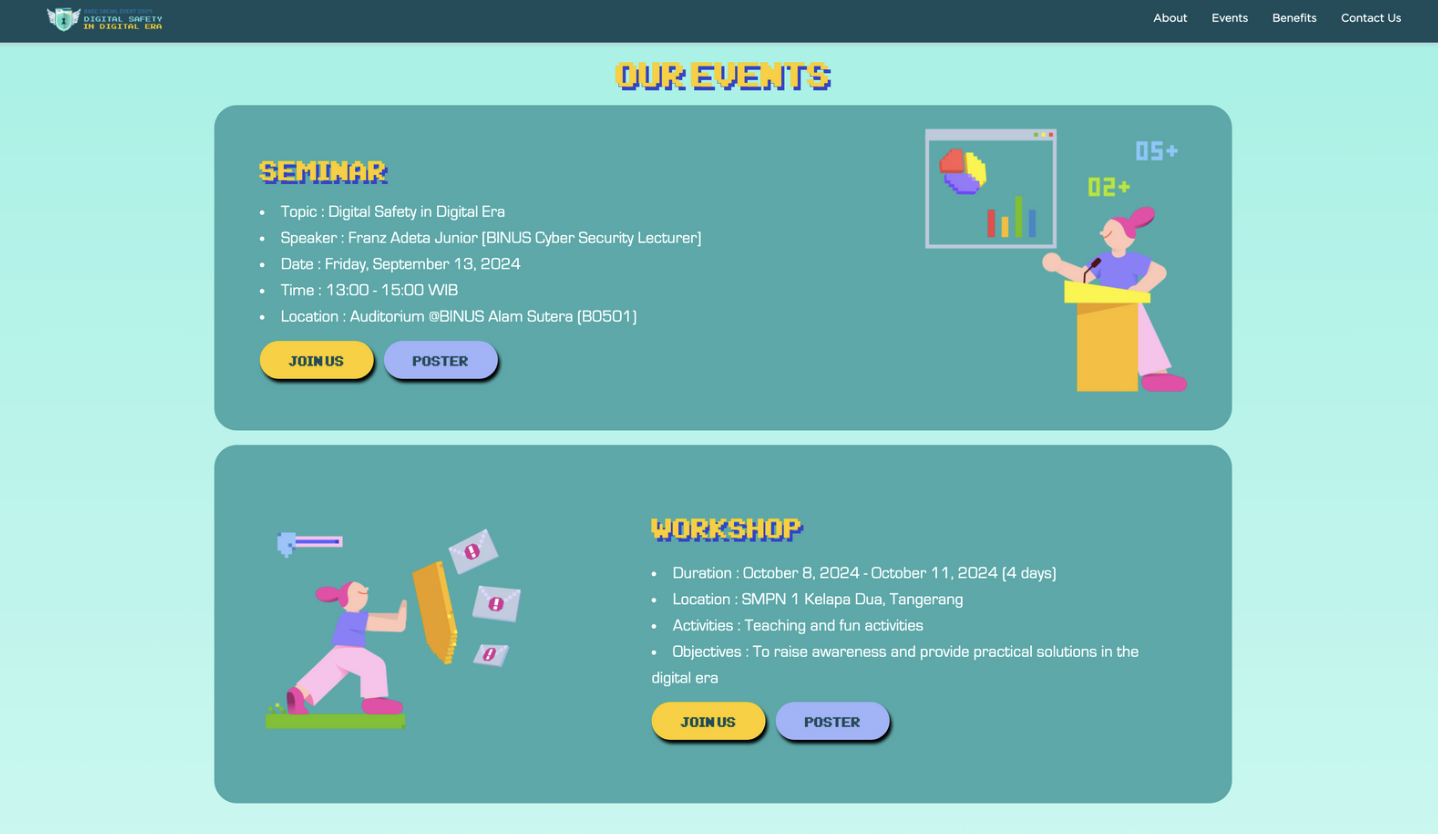 BASIC SOCIAL EVENT 2024
DIGITAL SAFETY
IN DIGITAL ERA
About Events Benefits Contact Us
OUR EVENTS
SEMINAR
• Topic : Digital Safety in Digital Era
• Speaker : Franz Adeta Junior [BINUS Cyber Security Lecturer]
• Date : Friday, September 13, 2024
• Time : 13:00 - 15:00 WIB
• Location : Auditorium @BINUS Alam Sutera (B0501)
JOIN US POSTER
05+
02+
WORKSHOP
• Duration : October 8, 2024 - October 11, 2024 (4 days)
• Location : SMPN 1 Kelapa Dua, Tangerang
• Activities : Teaching and fun activities
• Objectives : To raise awareness and provide practical solutions in the
digital era
JOIN US POSTER
!
!
!